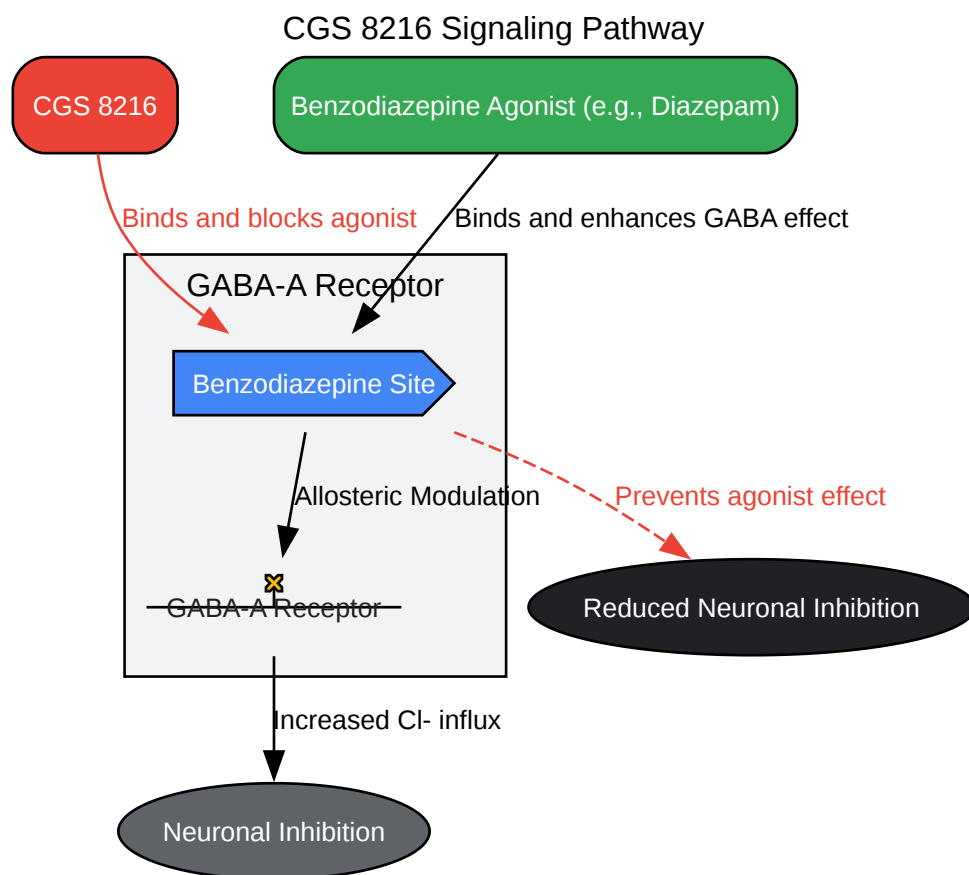 CGS 8216 Signaling Pathway
CGS 8216
Benzodiazepine Agonist (e.g., Diazepam)
Binds and blocks agonist
Binds and enhances GABA effect
GABA-A Receptor
Benzodiazepine Site
Allosteric Modulation
Prevents agonist effect
GABA-A Receptor
Reduced Neuronal Inhibition
Increased Cl- influx
Neuronal Inhibition